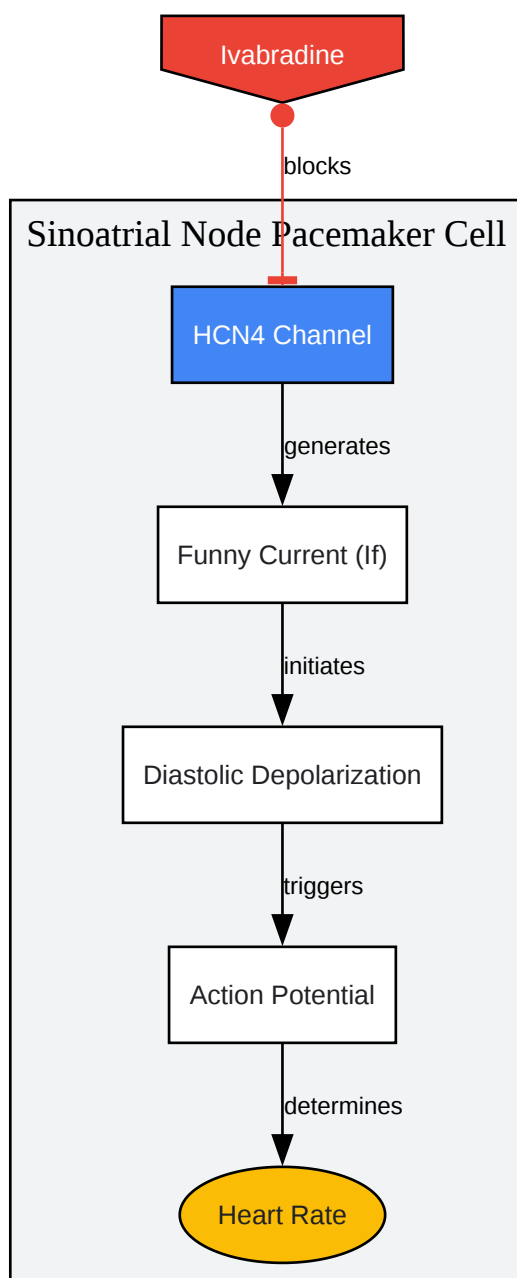 Ivabradine
blocks
Sinoatrial Node Pacemaker Cell
HCN4 Channel
generates
Funny Current (If)
initiates
Diastolic Depolarization
triggers
Action Potential
determines
Heart Rate